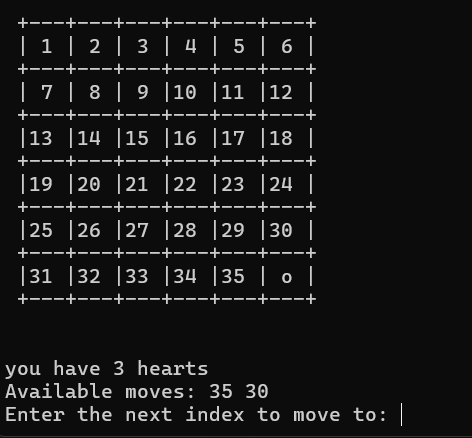 +---+---+---+---+---+---+
| 1 | 2 | 3 | 4 | 5 | 6 |
+---+---+---+---+---+---+
| 7 | 8 | 9 |10 |11 |12 |
+---+---+---+---+---+---+
|13 |14 |15 |16 |17 |18 |
+---+---+---+---+---+---+
|19 |20 |21 |22 |23 |24 |
+---+---+---+---+---+---+
|25 |26 |27 |28 |29 |30 |
+---+---+---+---+---+---+
|31 |32 |33 |34 |35 | o |
+---+---+---+---+---+---+
you have 3 hearts
Available moves: 35 30
Enter the next index to move to: